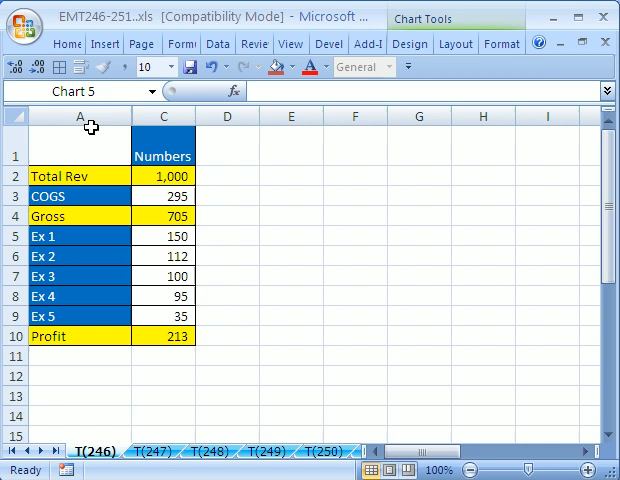 EMT246-251..xls [Compatibility Mode] - Microsoft ...
Chart Tools
Home Insert Page Form Data Revie View Devel Add-I Design Layout Format
10 General
Chart 5 fx
A C D E F G H I
1 Numbers
2 Total Rev 1,000
3 COGS 295
4 Gross 705
5 Ex 1 150
6 Ex 2 112
7 Ex 3 100
8 Ex 4 95
9 Ex 5 35
10 Profit 213
11
12
13
14
15
T(246) T(247) T(248) T(249) T(250)
Ready 100%